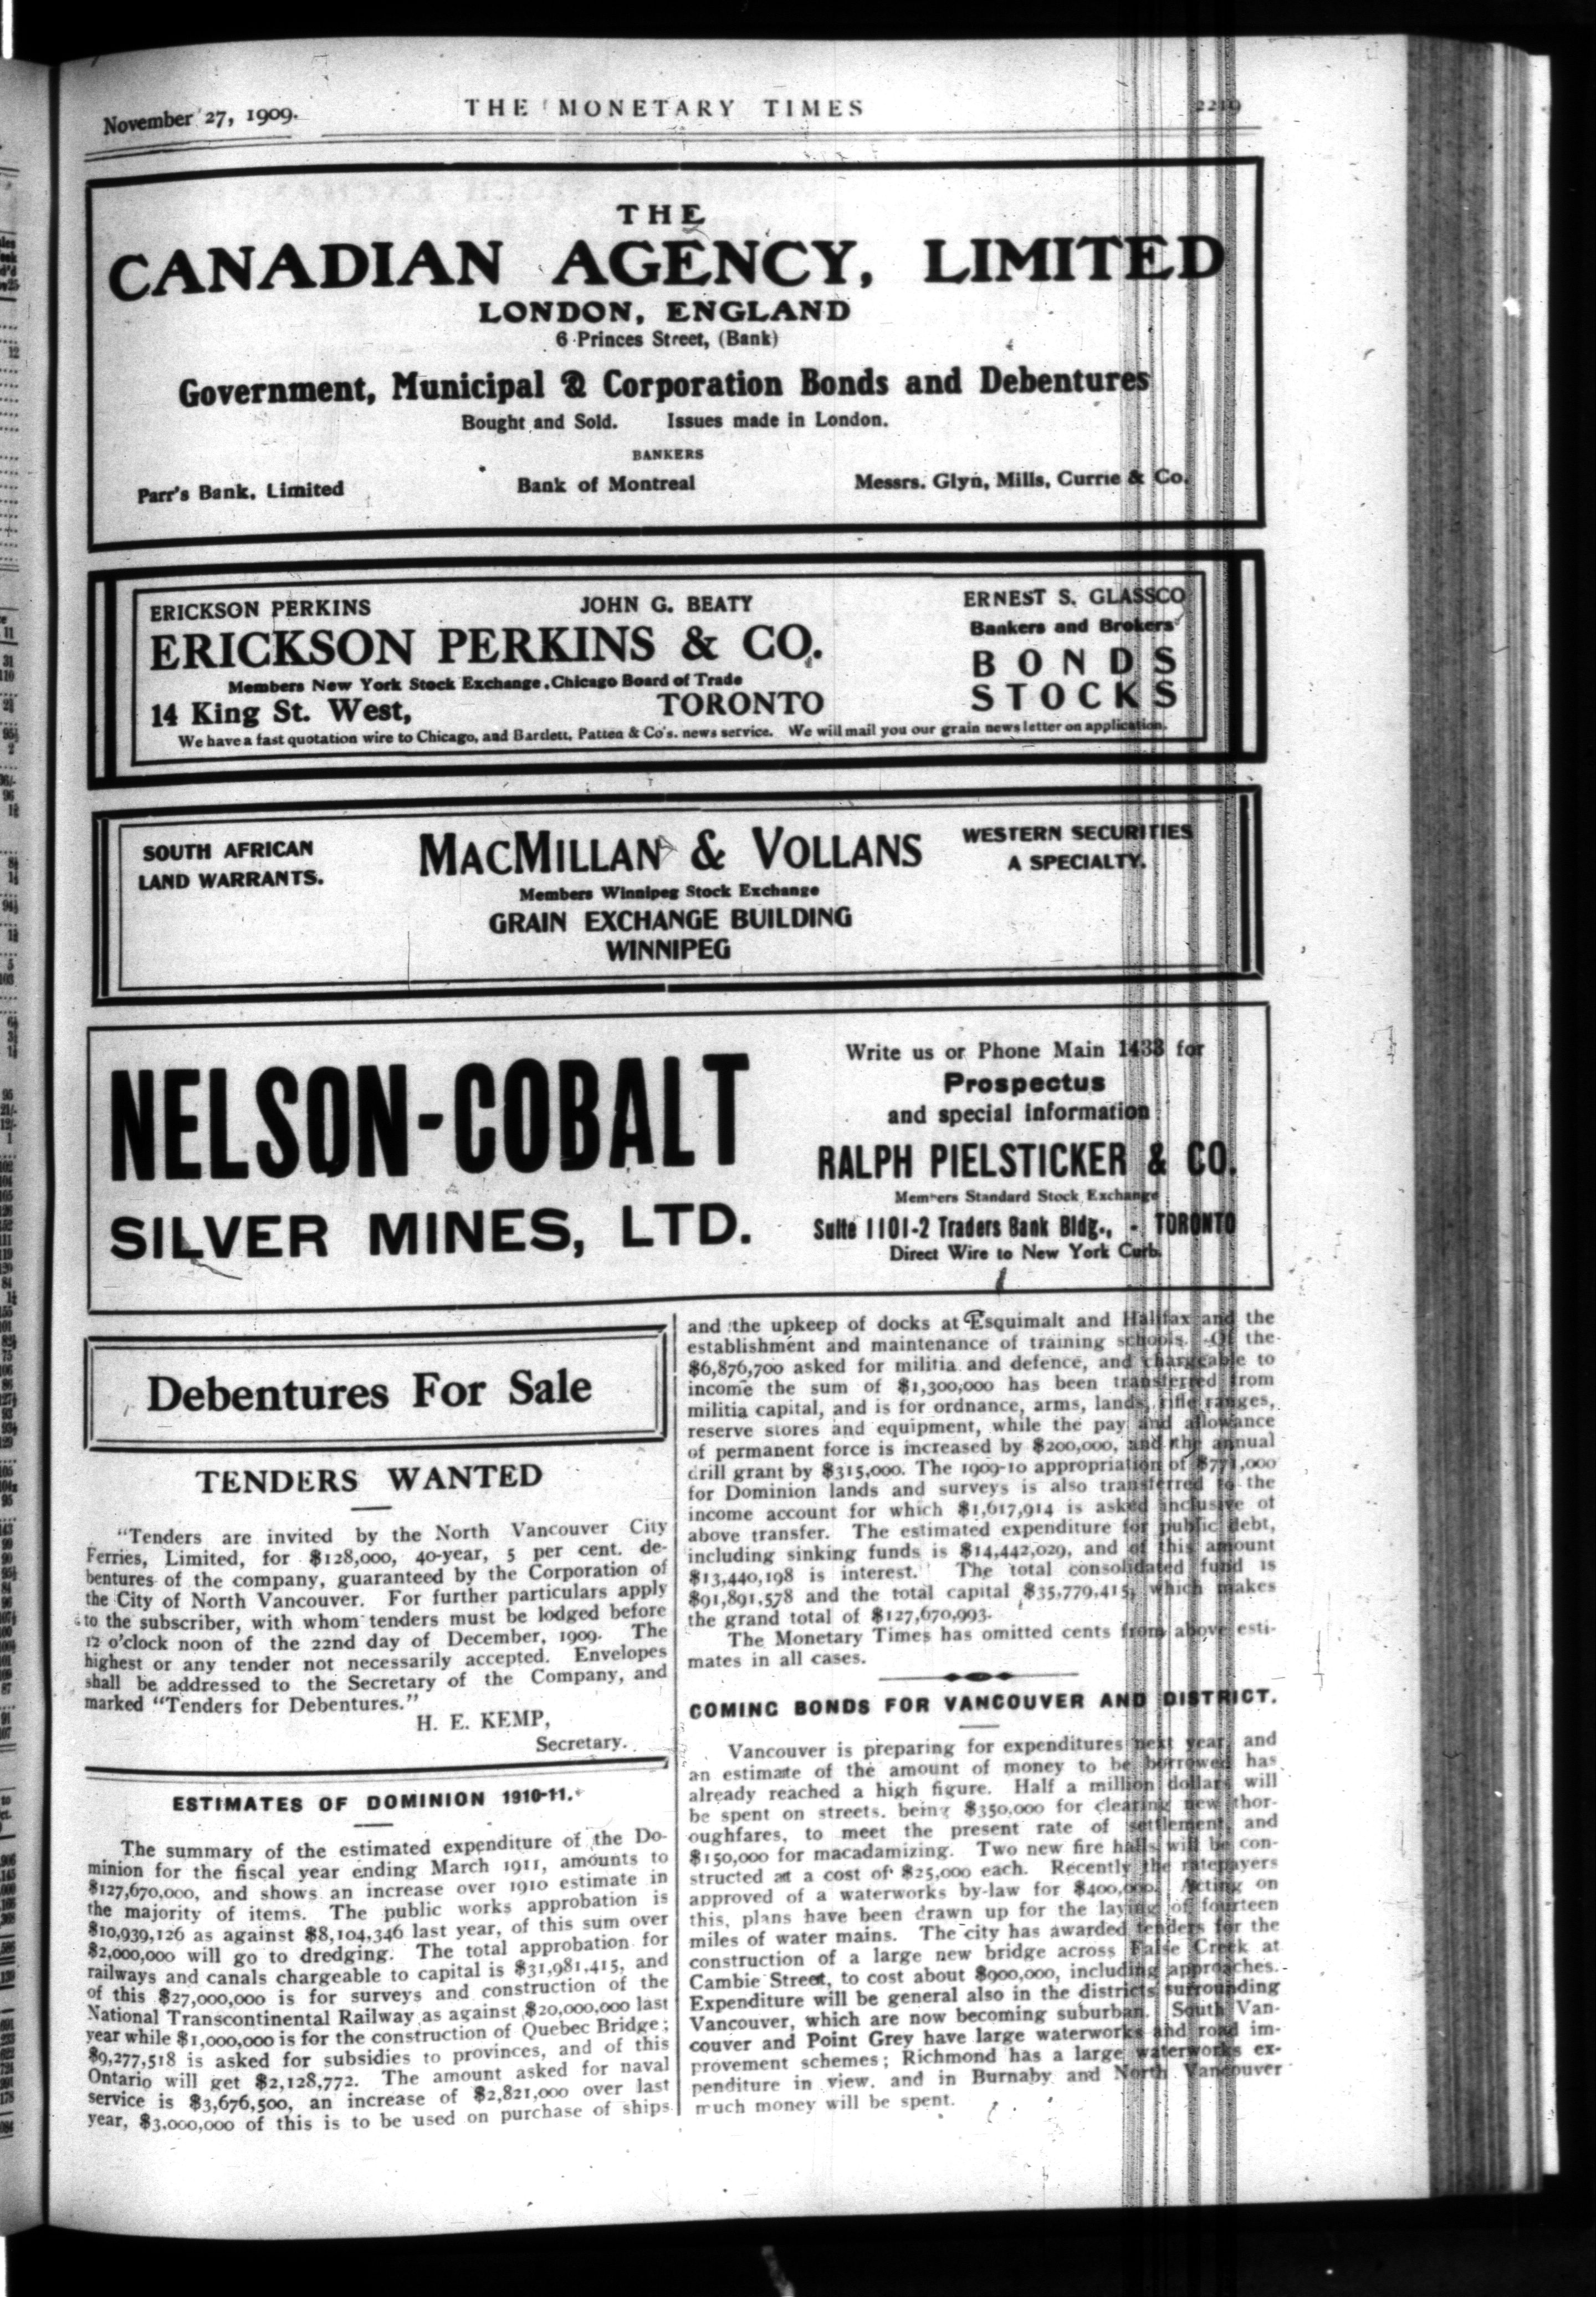 November 27, 1909.
THE MONETARY TIMES
THE
CANADIAN AGENCY, LIMITED
LONDON, ENGLAND
6 Princes Street, (Bank)
Government, Municipal & Corporation Bonds and Debentures
Bought and Sold. Issues made in London.
BANKERS
Parr's Bank, Limited Bank of Montreal Messrs. Glyn, Mills, Currie & Co.
ERICKSON PERKINS JOHN G. BEATY ERNEST S. GLASSCO
ERICKSON PERKINS & CO.
Members New York Stock Exchange, Chicago Board of Trade
14 King St. West, TORONTO
Bankers and Brokers
BONDS
STOCKS
We have a fast quotation wire to Chicago, and Bartlett, Patten & Co's. news service. We will mail you our grain news letter on application.
SOUTH AFRICAN
LAND WARRANTS.
MACMILLAN & VOLLANS
Members Winnipeg Stock Exchange
GRAIN EXCHANGE BUILDING
WINNIPEG
WESTERN SECURITIES
A SPECIALTY.
NELSON-COBALT
SILVER MINES, LTD.
Write us or Phone Main 1438 for
Prospectus
and special information
RALPH PIELSTICKER & CO.
Members Standard Stock Exchange
Suite 1101-2 Traders Bank Bldg., - TORONTO
Direct Wire to New York Curb.
Debentures For Sale
TENDERS WANTED
"Tenders are invited by the North Vancouver City
Ferries, Limited, for $128,000, 40-year, 5 per cent. de-
bentures of the company, guaranteed by the Corporation of
the City of North Vancouver. For further particulars apply
to the subscriber, with whom tenders must be lodged before
12 o'clock noon of the 22nd day of December, 1909. The
highest or any tender not necessarily accepted. Envelopes
shall be addressed to the Secretary of the Company, and
marked "Tenders for Debentures."
H. E. KEMP,
Secretary.
ESTIMATES OF DOMINION 1910-11.
The summary of the estimated expenditure of the Do-
minion for the fiscal year ending March 1911, amounts to
$127,670,000, and shows an increase over 1910 estimate in
the majority of items. The public works approbation is
$10,939,126 as against $8,104,346 last year, of this sum over
$2,000,000 will go to dredging. The total approbation for
railways and canals chargeable to capital is $31,981,415, and
of this $27,000,000 is for surveys and construction of the
National Transcontinental Railway as against $20,000,000 last
year while $1,000,000 is for the construction of Quebec Bridge;
$9,277,518 is asked for subsidies to provinces, and of this
Ontario will get $2,128,772. The amount asked for naval
service is $3,676,500, an increase of $2,821,000 over last
year, $3,000,000 of this is to be used on purchase of ships
and the upkeep of docks at Esquimalt and Halifax and the
establishment and maintenance of training schools. Of the
$6,876,700 asked for militia and defence, and chargeable to
income the sum of $1,300,000 has been transferred from
militia capital, and is for ordnance, arms, lands, rifle ranges,
reserve stores and equipment, while the pay and allowance
of permanent force is increased by $200,000, and the annual
drill grant by $315,000. The 1909-10 appropriation of $771,000
for Dominion lands and surveys is also transferred to the
income account for which $1,617,914 is asked inclusive of
above transfer. The estimated expenditure for public debt,
including sinking funds is $14,442,029, and of this amount
$13,440,198 is interest. The total consolidated fund is
$91,891,578 and the total capital $35,779,415, which makes
the grand total of $127,670,993.
The Monetary Times has omitted cents from above esti-
mates in all cases.
COMING BONDS FOR VANCOUVER AND DISTRICT.
Vancouver is preparing for expenditures next year, and
an estimate of the amount of money to be borrowed has
already reached a high figure. Half a million dollars will
be spent on streets, being $350,000 for clearing new thor-
oughfares, to meet the present rate of settlement, and
$150,000 for macadamizing. Two new fire halls will be con-
structed at a cost of $25,000 each. Recently the ratepayers
approved of a waterworks by-law for $400,000. Acting on
this, plans have been drawn up for the laying of fourteen
miles of water mains. The city has awarded tenders for the
construction of a large new bridge across False Creek at
Cambie Street, to cost about $900,000, including approaches.
Expenditure will be general also in the districts surrounding
Vancouver, which are now becoming suburban. South Van-
couver and Point Grey have large waterworks and road im-
provement schemes; Richmond has a large waterworks ex-
penditure in view, and in Burnaby and North Vancouver
much money will be spent.